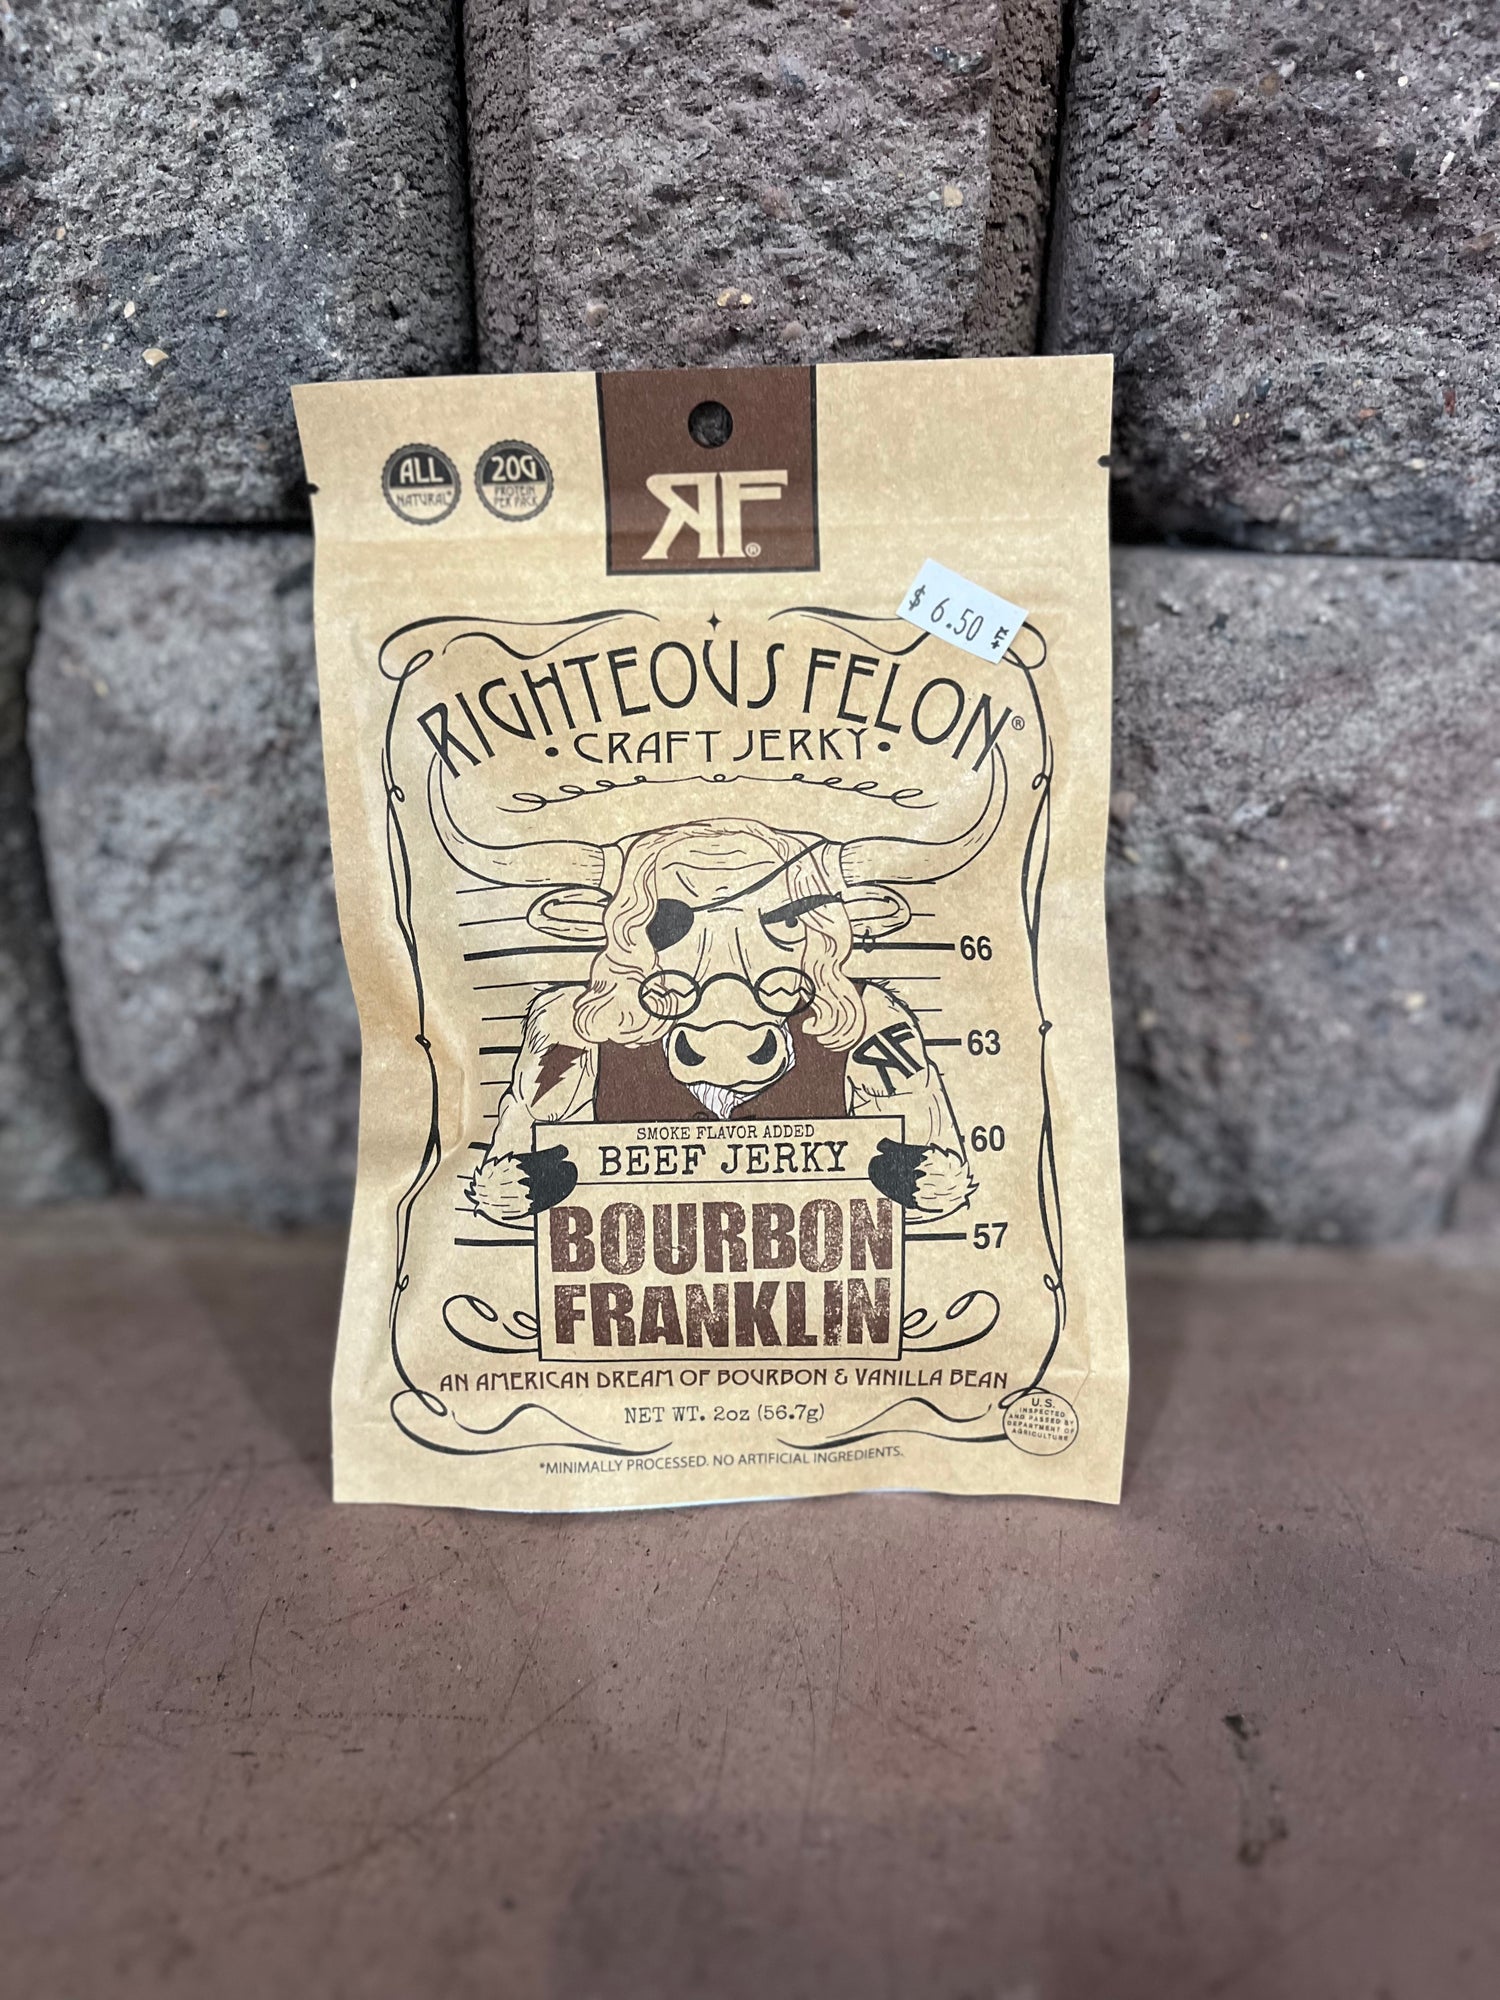 ALL
NATURAL*
20G
PROTEIN
PER PACK
RF®
$ 6.50 +TX
RIGHTEOUS FELON®
• CRAFT JERKY •
66
63
RF
60
57
SMOKE FLAVOR ADDED
BEEF JERKY
BOURBON
FRANKLIN
AN AMERICAN DREAM OF BOURBON & VANILLA BEAN
NET WT. 2oz (56.7g)
U.S.
INSPECTED
AND PASSED BY
DEPARTMENT OF
AGRICULTURE
*MINIMALLY PROCESSED. NO ARTIFICIAL INGREDIENTS.